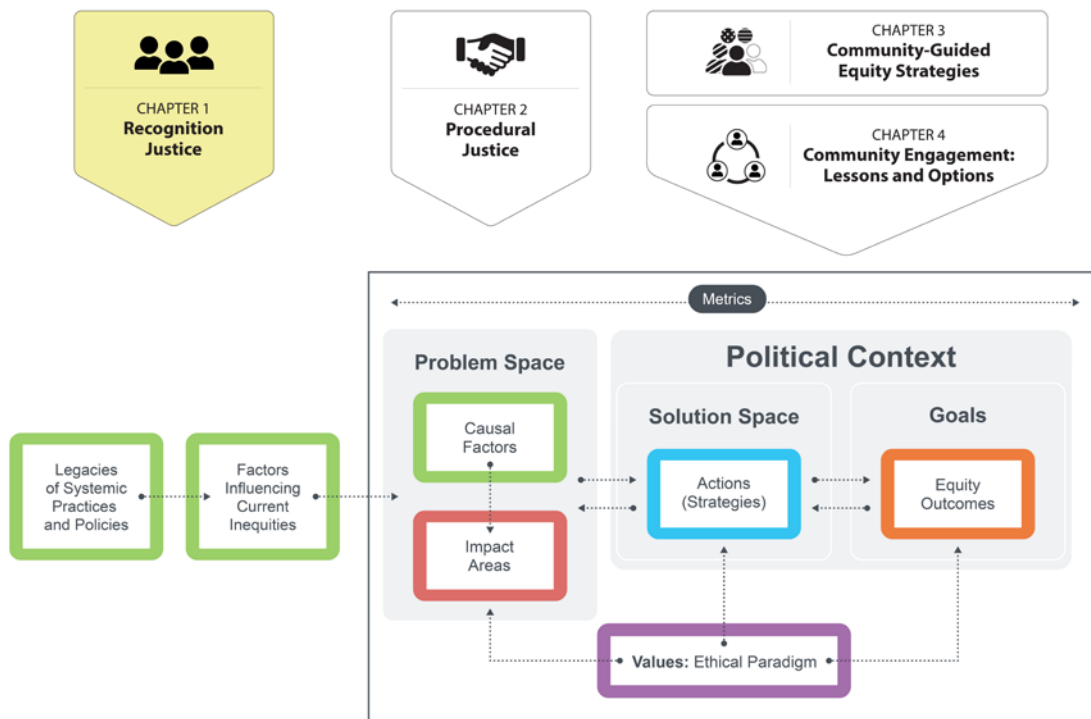 CHAPTER 1
Recognition
Justice
CHAPTER 2
Procedural
Justice
CHAPTER 3
Community-Guided
Equity Strategies
CHAPTER 4
Community Engagement:
Lessons and Options
Metrics
Problem Space
Political Context
Causal
Factors
Solution Space
Goals
Legacies
of Systemic
Practices
and Policies
Factors
Influencing
Current
Inequities
Actions
(Strategies)
Equity
Outcomes
Impact
Areas
Values: Ethical Paradigm